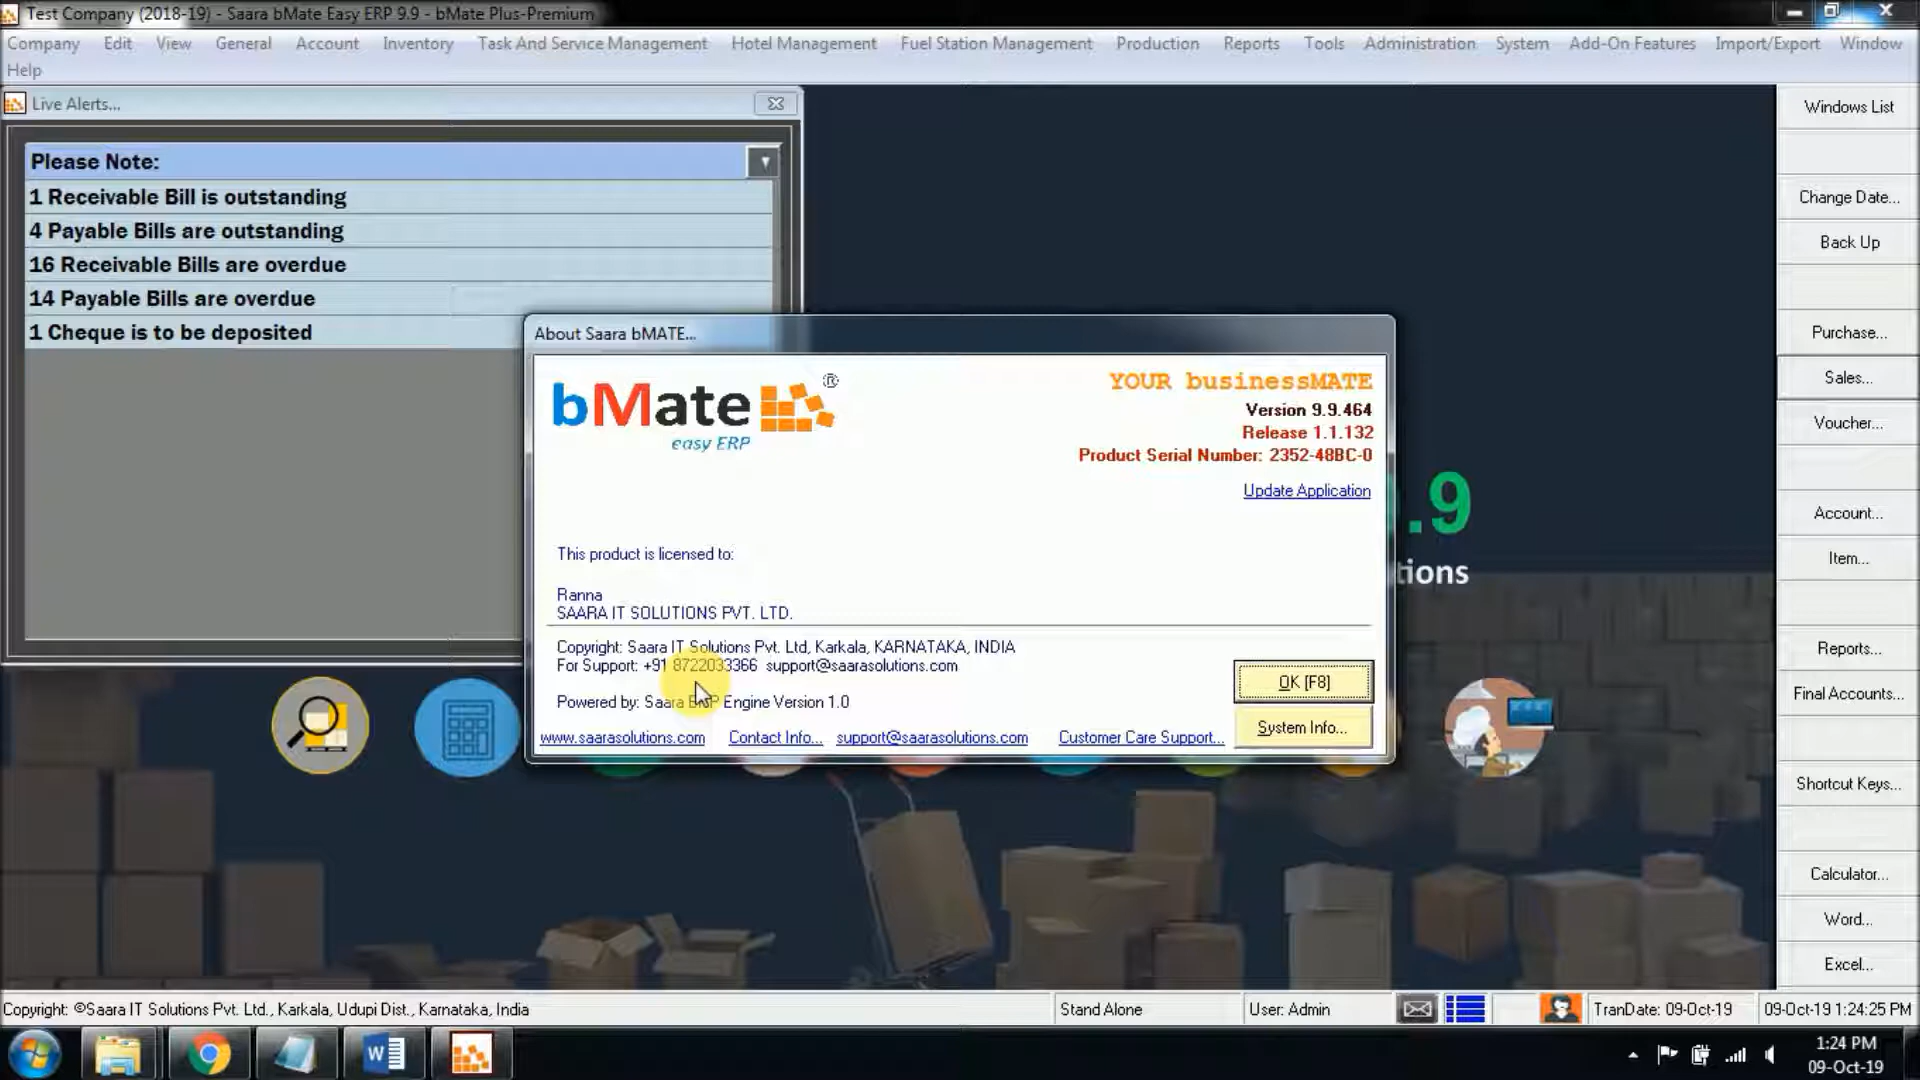 Test Company (2018-19) - Saara bMate Easy ERP 9.9 - bMate Plus-Premium
Company Edit View General Account Inventory Task And Service Management Hotel Management Fuel Station Management Production Reports Tools Administration System Add-On Features Import/Export Window
Help
Live Alerts...
Please Note:
1 Receivable Bill is outstanding
4 Payable Bills are outstanding
16 Receivable Bills are overdue
14 Payable Bills are overdue
1 Cheque is to be deposited
About Saara bMATE...
bMate ®
easy ERP
YOUR businessMATE
Version 9.9.464
Release 1.1.132
Product Serial Number: 2352-48BC-0
Update Application
This product is licensed to:
Ranna
SAARA IT SOLUTIONS PVT. LTD.
Copyright: Saara IT Solutions Pvt. Ltd, Karkala, KARNATAKA, INDIA
For Support: +91 8722033366 support@saarasolutions.com
Powered by: Saara Engine Version 1.0
www.saarasolutions.com Contact Info... support@saarasolutions.com Customer Care Support...
OK [F8]
System Info...
.9
tions
Windows List
Change Date...
Back Up
Purchase...
Sales...
Voucher...
Account...
Item...
Reports...
Final Accounts...
Shortcut Keys...
Calculator...
Word...
Excel...
Copyright: ©Saara IT Solutions Pvt. Ltd., Karkala, Udupi Dist., Karnataka, India
Stand Alone
User: Admin
TranDate: 09-Oct-19
09-Oct-19 1:24:25 PM
1:24 PM
09-Oct-19